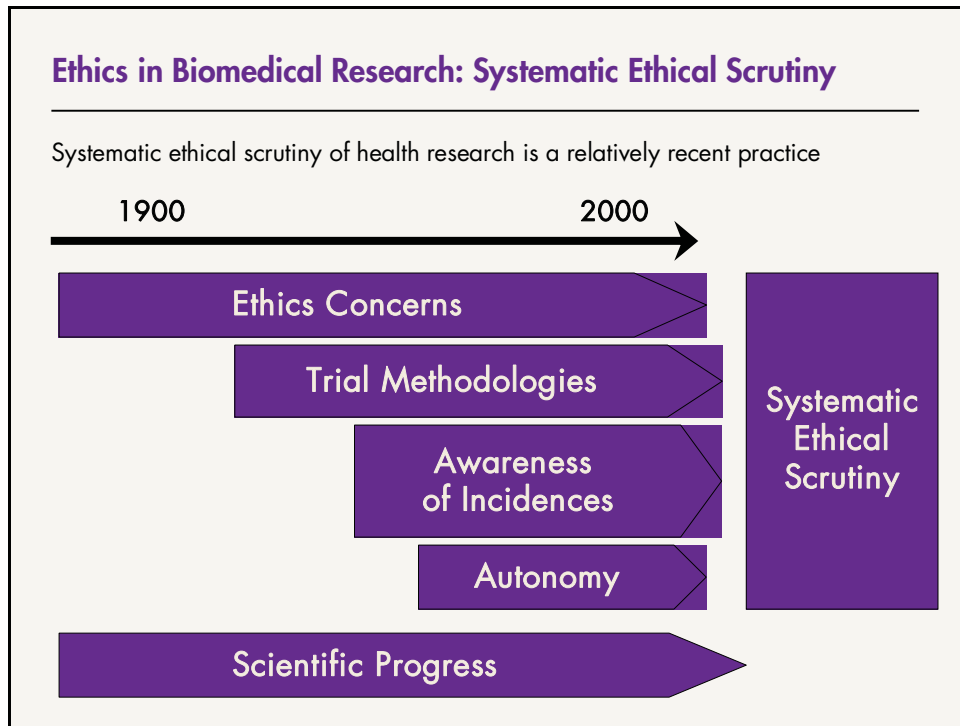 Ethics in Biomedical Research: Systematic Ethical Scrutiny
Systematic ethical scrutiny of health research is a relatively recent practice
1900
2000
Ethics Concerns
Trial Methodologies
Awareness
of Incidences
Autonomy
Systematic
Ethical
Scrutiny
Scientific Progress